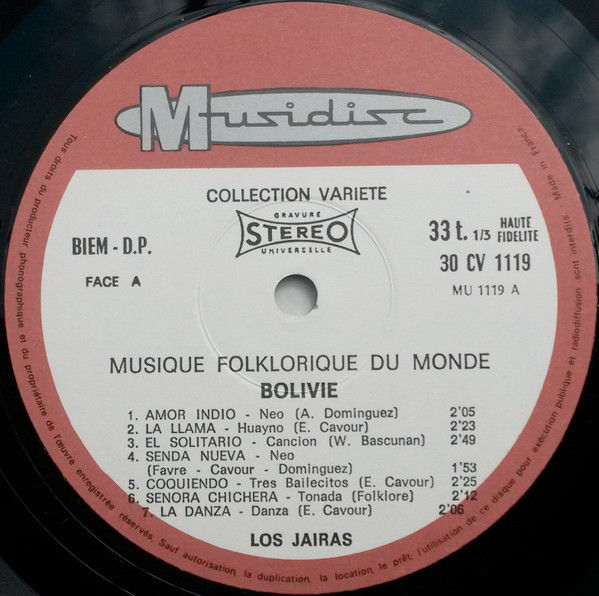 Musidisc
COLLECTION VARIETE
GRAVURE
STEREO
UNIVERSELLE
BIEM - D.P.
FACE A
33 t. 1/3 HAUTE FIDELITE
30 CV 1119
MU 1119 A
MUSIQUE FOLKLORIQUE DU MONDE
BOLIVIE
1. AMOR INDIO - Neo (A. Dominguez) 2'05
2. LA LLAMA - Huayno (E. Cavour) 2'23
3. EL SOLITARIO - Cancion (W. Bascunan) 2'49
4. SENDA NUEVA - Neo
(Favre - Cavour - Dominguez) 1'53
5. COQUIENDO - Tres Bailecitos (E. Cavour) 2'25
6. SENORA CHICHERA - Tonada (Folklore) 2'12
7. LA DANZA - Danza (E. Cavour) 2'06
LOS JAIRAS
Tous droits du producteur phonographique et du propriétaire de l'œuvre enregistrée réservés. Sauf autorisation, la duplication, la location, le prêt, l'utilisation de ce disque pour exécution publique et radiodiffusion sont interdits. Made in France